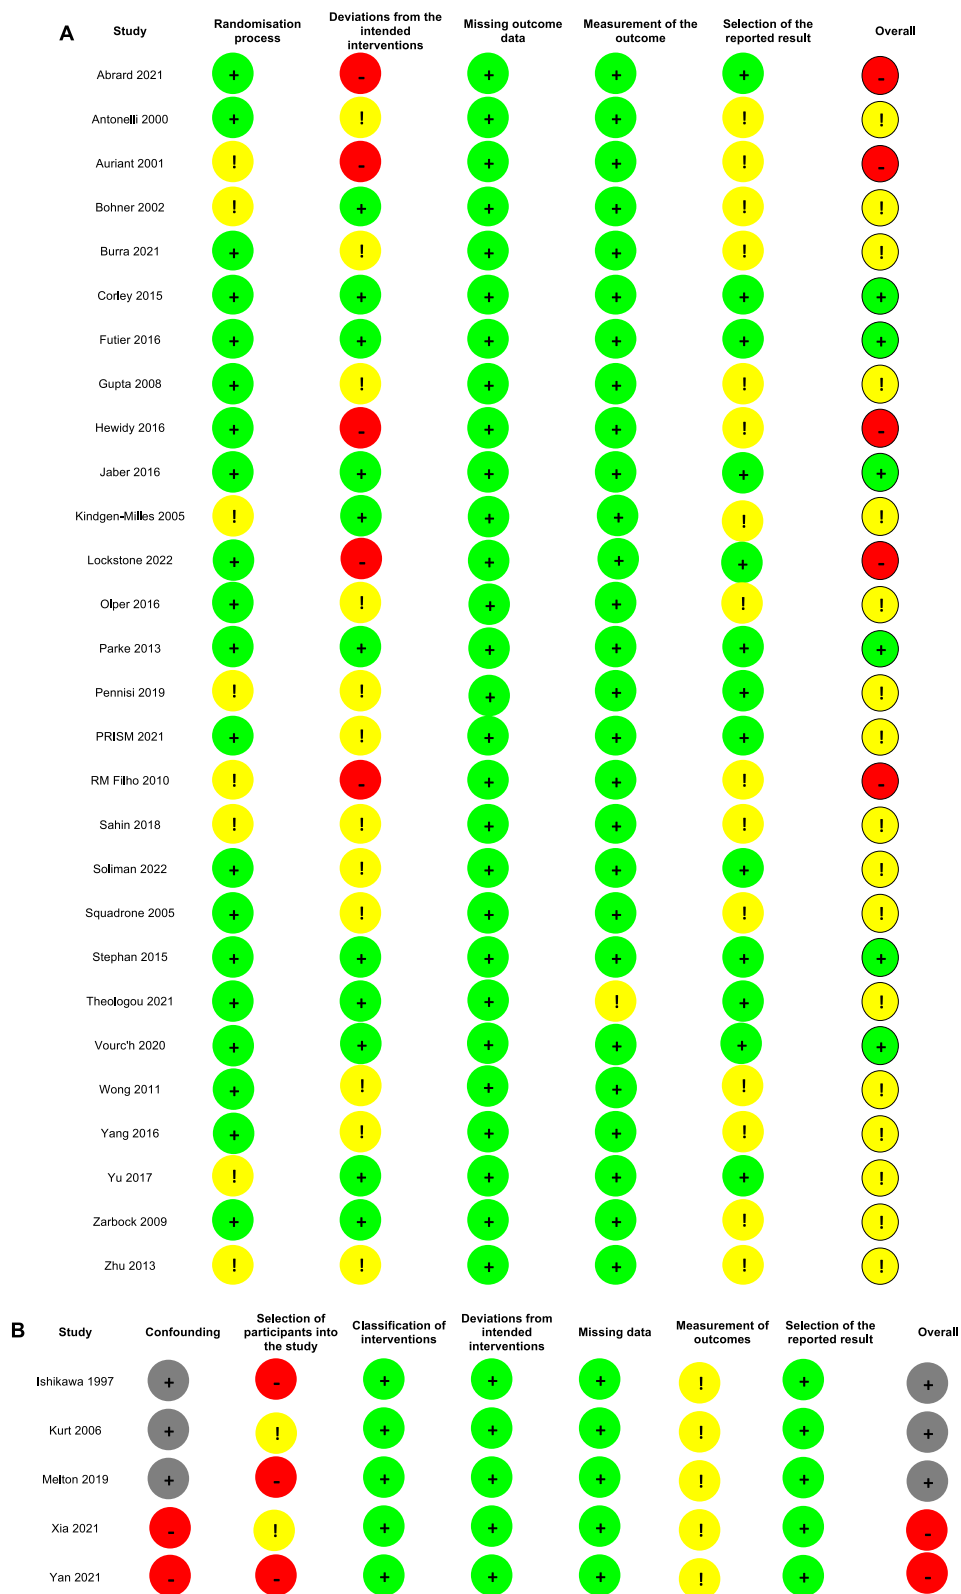 A Study Randomisation process Deviations from the intended interventions Missing outcome data Measurement of the outcome Selection of the reported result Overall
Abrard 2021 + - + + + -
Antonelli 2000 + ! + + ! !
Auriant 2001 ! - + + ! -
Bohner 2002 ! + + + ! !
Burra 2021 + ! + + ! !
Corley 2015 + + + + + +
Futier 2016 + + + + + +
Gupta 2008 + ! + + ! !
Hewidy 2016 + - + + ! -
Jaber 2016 + + + + + +
Kindgen-Milles 2005 ! + + + ! !
Lockstone 2022 + - + + + -
Olper 2016 + ! + + ! !
Parke 2013 + + + + + +
Pennisi 2019 ! ! + + + !
PRISM 2021 + ! + + + !
RM Filho 2010 ! - + + ! -
Sahin 2018 ! ! + + ! !
Soliman 2022 + ! + + + !
Squadrone 2005 + ! + + ! !
Stephan 2015 + + + + + +
Theologou 2021 + + + ! + !
Vourc'h 2020 + + + + + +
Wong 2011 + ! + + ! !
Yang 2016 + ! + + ! !
Yu 2017 ! + + + + !
Zarbock 2009 + + + + ! !
Zhu 2013 ! ! + + ! !
B Study Confounding Selection of participants into the study Classification of interventions Deviations from intended interventions Missing data Measurement of outcomes Selection of the reported result Overall
Ishikawa 1997 + - + + + ! + +
Kurt 2006 + ! + + + ! + +
Melton 2019 + - + + + ! + +
Xia 2021 - ! + + + ! + -
Yan 2021 - - + + + ! + -